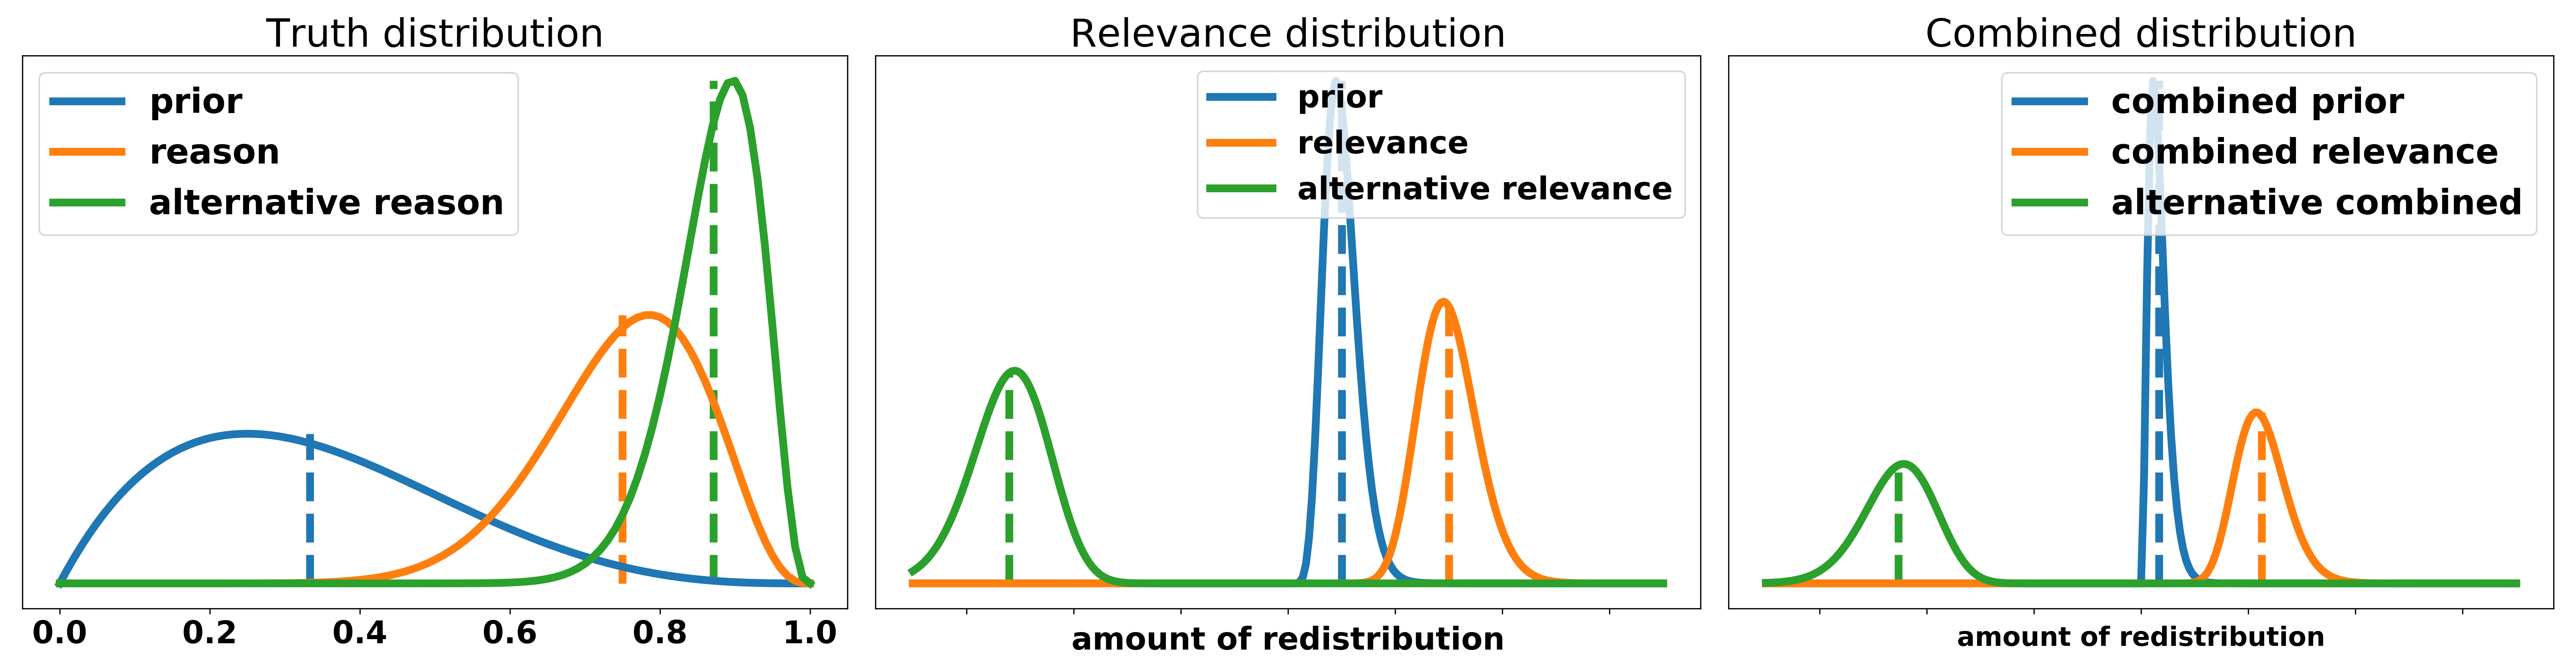 Truth distribution
prior
reason
alternative reason
0.0 0.2 0.4 0.6 0.8 1.0
Relevance distribution
prior
relevance
alternative relevance
amount of redistribution
Combined distribution
combined prior
combined relevance
alternative combined
amount of redistribution